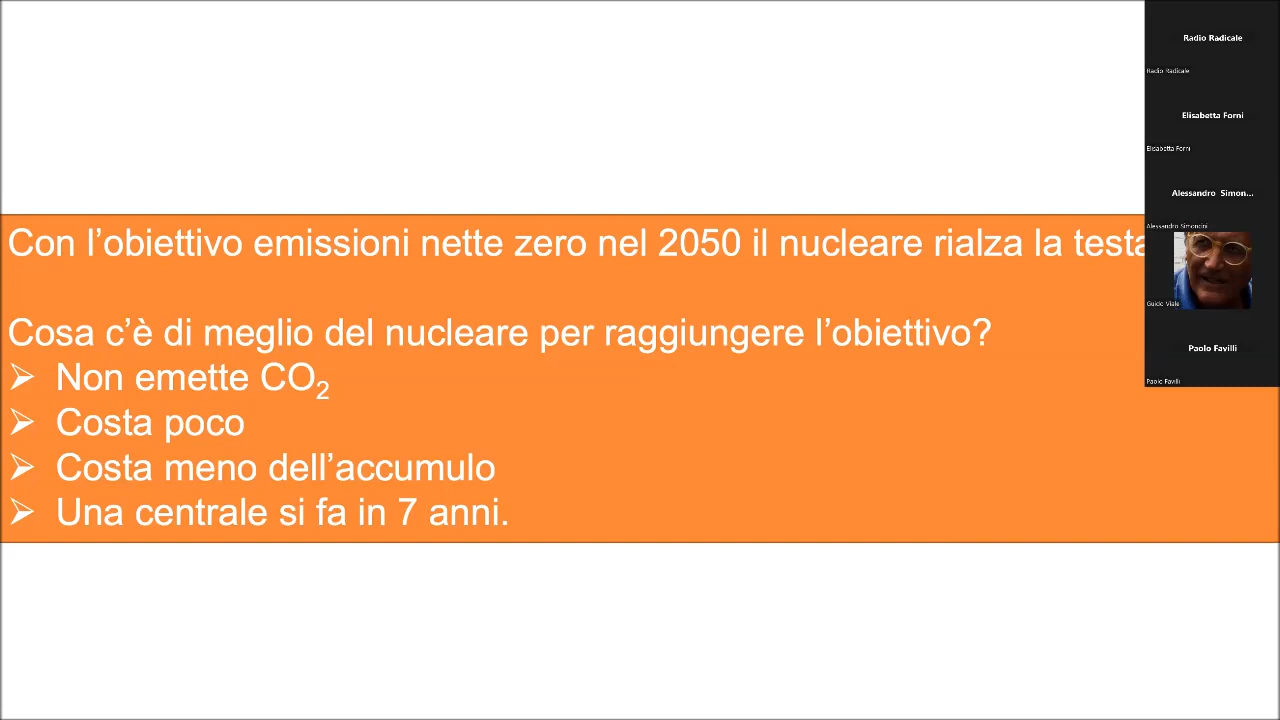 Con l’obiettivo emissioni nette zero nel 2050 il nucleare rialza la testa
Cosa c’è di meglio del nucleare per raggiungere l’obiettivo?
➢ Non emette CO₂
➢ Costa poco
➢ Costa meno dell’accumulo
➢ Una centrale si fa in 7 anni.
Radio Radicale
Radio Radicale
Elisabetta Forni
Elisabetta Forni
Alessandro Simon...
Alessandro Simoncini
Guido Viale
Paolo Favilli
Paolo Favilli